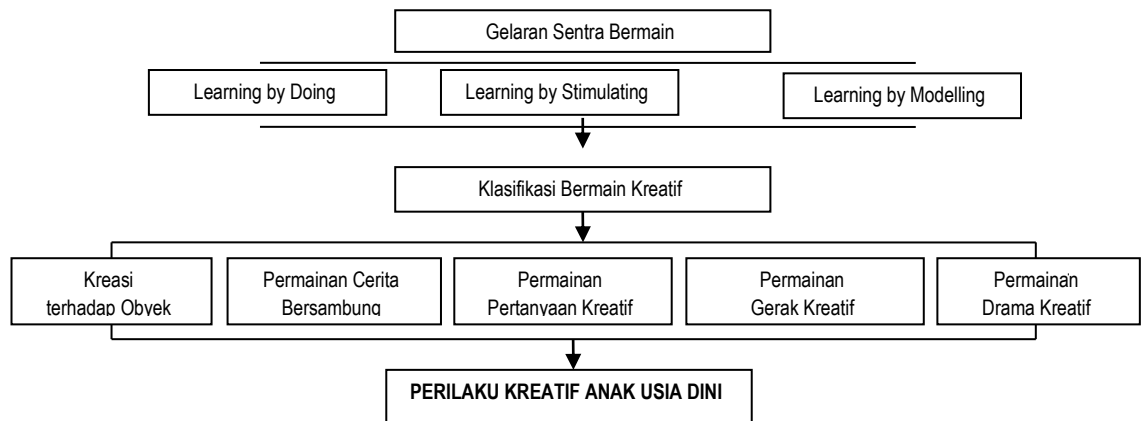 Gelaran Sentra Bermain
Learning by Doing
Learning by Stimulating
Learning by Modelling
Klasifikasi Bermain Kreatif
Kreasi
terhadap Obyek
Permainan Cerita
Bersambung
Permainan
Pertanyaan Kreatif
Permainan
Gerak Kreatif
Permainan
Drama Kreatif
PERILAKU KREATIF ANAK USIA DINI